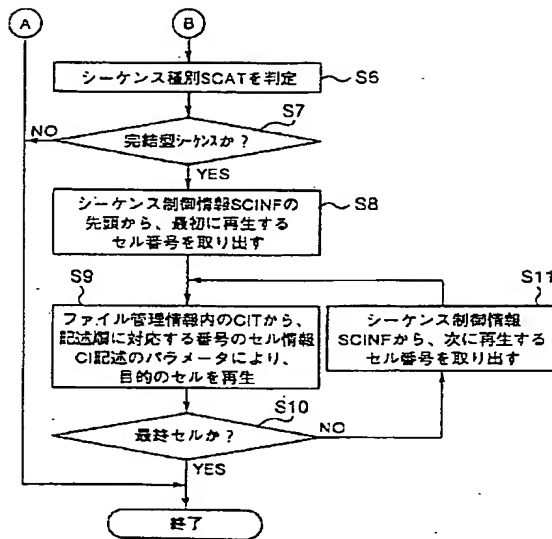 A
B
シーケンス種別SCATを判定
S6
S7
NO
完結型シーケンスか？
YES
シーケンス制御情報SCINFの
先頭から、最初に再生する
セル番号を取り出す
S8
S9
S11
ファイル管理情報内のCITから、
記述順に対応する番号のセル情報
CI記述のパラメータにより、
目的のセルを再生
シーケンス制御情報
SCINFから、次に再生する
セル番号を取り出す
S10
最終セルか？
NO
YES
終了